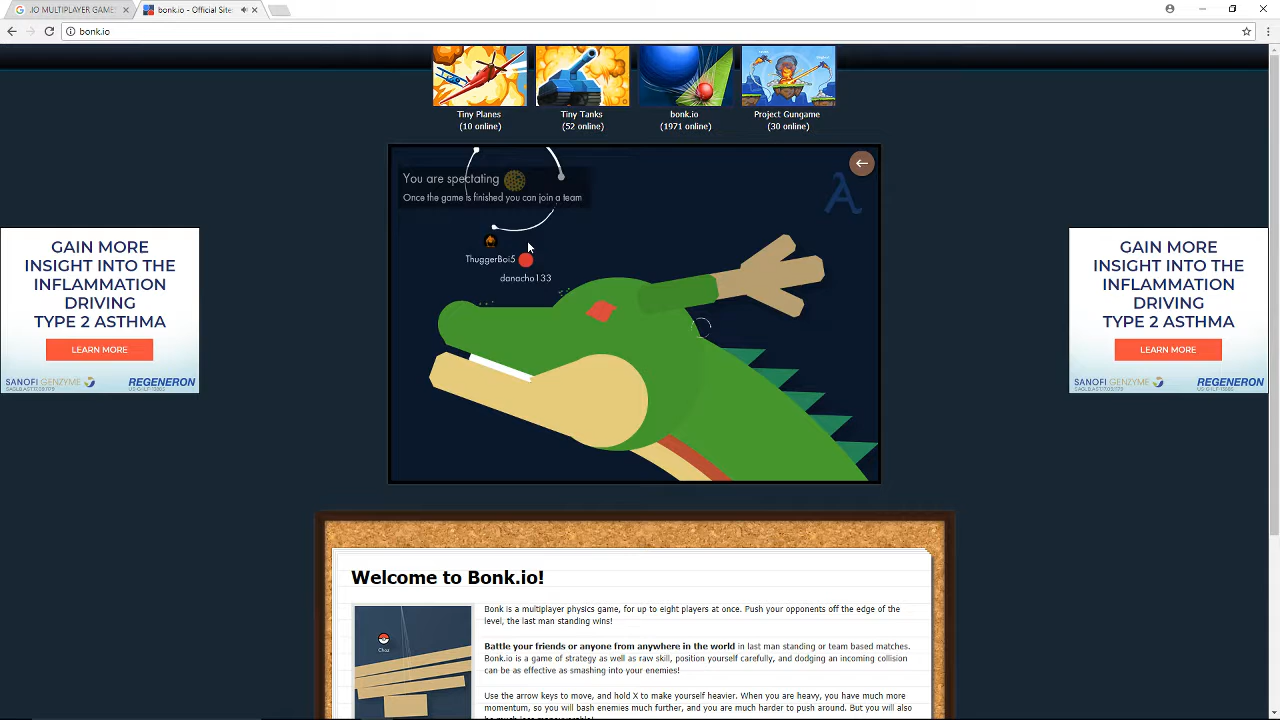 .IO MULTIPLAYER GAMES
bonk.io - Official Site
bonk.io
Tiny Planes
(10 online)
Tiny Tanks
(52 online)
bonk.io
(1971 online)
Project Gungame
(30 online)
You are spectating
Once the game is finished you can join a team
ThuggerBoi5
danacho133
GAIN MORE
INSIGHT INTO THE
INFLAMMATION
DRIVING
TYPE 2 ASTHMA
LEARN MORE
SANOFI GENZYME
REGENERON
GAIN MORE
INSIGHT INTO THE
INFLAMMATION
DRIVING
TYPE 2 ASTHMA
LEARN MORE
SANOFI GENZYME
REGENERON
Welcome to Bonk.io!
Choz
Bonk is a multiplayer physics game, for up to eight players at once. Push your opponents off the edge of the
level, the last man standing wins!
Battle your friends or anyone from anywhere in the world in last man standing or team based matches.
Bonk.io is a game of strategy as well as raw skill, position yourself carefully, and dodging an incoming collision
can be as effective as smashing into your enemies!
Use the arrow keys to move, and hold X to make yourself heavier. When you are heavy, you have much more
momentum, so you will bash enemies much further, and you are much harder to push around. But you will also